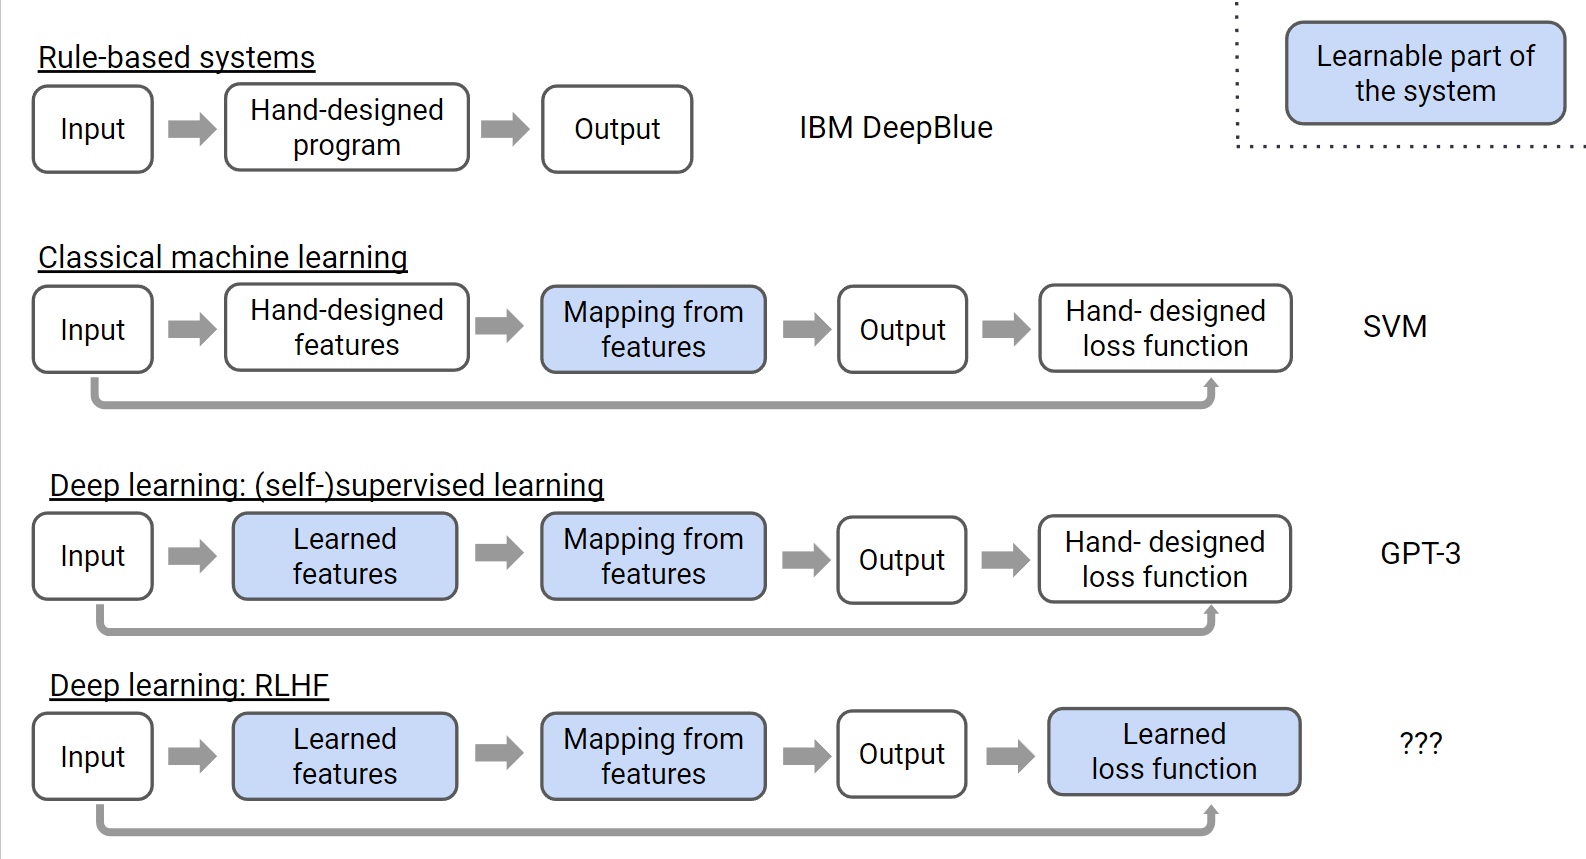 Rule-based systems
Input
Hand-designed
program
Output
IBM DeepBlue
Learnable part of
the system
Classical machine learning
Input
Hand-designed
features
Mapping from
features
Output
Hand- designed
loss function
SVM
Deep learning: (self-)supervised learning
Input
Learned
features
Mapping from
features
Output
Hand- designed
loss function
GPT-3
Deep learning: RLHF
Input
Learned
features
Mapping from
features
Output
Learned
loss function
???